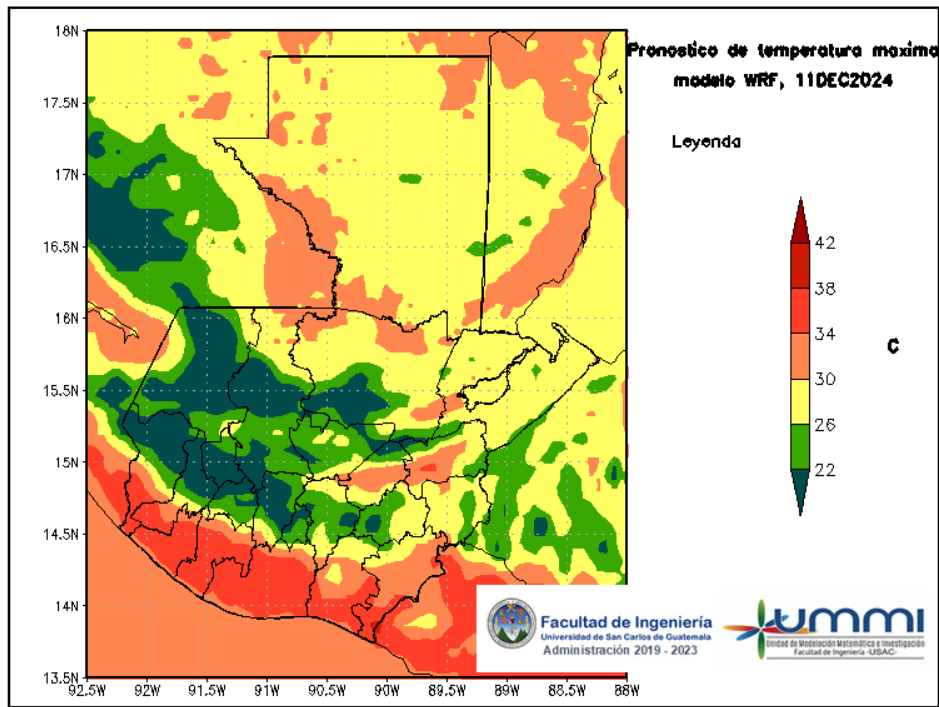 Pronostico de temperatura maxima
modelo WRF, 11DEC2024
Leyenda
18N
17.5N
17N
16.5N
16N
15.5N
15N
14.5N
14N
13.5N
92.5W
92W
91.5W
91W
90.5W
90W
89.5W
89W
88.5W
88W
42
38
34
30
26
22
C
Facultad de Ingeniería
Universidad de San Carlos de Guatemala
Administración 2019 - 2023
UMMI
Unidad de Modelación Matemática e Investigación
Facultad de Ingeniería -USAC-